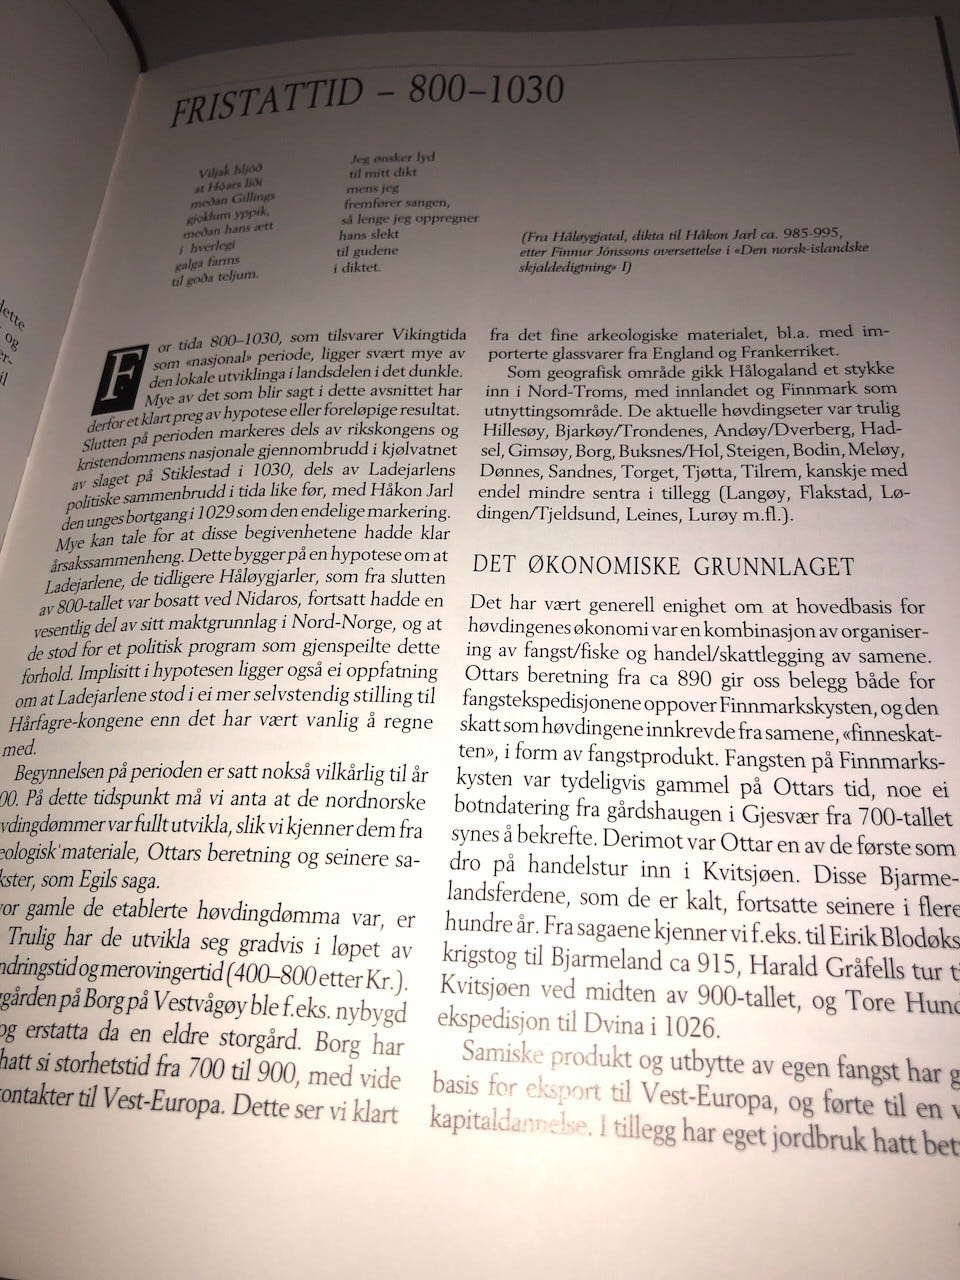 FRISTATTID – 800–1030
Viljak hljóð
at Hóars líði
meðan Gillings
gjǫldum yppik,
meðan hans ætt
i hverlegi
galga farms
til goða teljum.
Jeg ønsker lyd
til mitt dikt
mens jeg
fremfører sangen,
så lenge jeg oppregner
hans slekt
til gudene
i diktet.
(Fra Háløygjatal, dikta til Håkon Jarl ca. 985-995,
etter Finnur Jónssons oversettelse i «Den norsk-islandske
skjaldedigtning» I)
For tida 800–1030, som tilsvarer Vikingtida
som «nasjonal» periode, ligger svært mye av
den lokale utviklinga i landsdelen i det dunkle.
Mye av det som blir sagt i dette avsnittet har
derfor et klart preg av hypotese eller foreløpige resultat.
Slutten på perioden markeres dels av rikskongens og
kristendommens nasjonale gjennombrudd i kjølvatnet
av slaget på Stiklestad i 1030, dels av Ladejarlens
politiske sammenbrudd i tida like før, med Håkon Jarl
den unges bortgang i 1029 som den endelige markering.
Mye kan tale for at disse begivenhetene hadde klar
årsakssammenheng. Dette bygger på en hypotese om at
Ladejarlene, de tidligere Håløygjarler, som fra slutten
av 800-tallet var bosatt ved Nidaros, fortsatt hadde en
vesentlig del av sitt maktgrunnlag i Nord-Norge, og at
de stod for et politisk program som gjenspeilte dette
forhold. Implisitt i hypotesen ligger også ei oppfatning
om at Ladejarlene stod i ei mer selvstendig stilling til
Hårfagre-kongene enn det har vært vanlig å regne
med.
Begynnelsen på perioden er satt nokså vilkårlig til år
00. På dette tidspunkt må vi anta at de nordnorske
vdingdømmer var fullt utvikla, slik vi kjenner dem fra
eologisk materiale, Ottars beretning og seinere sa-
kster, som Egils saga.
or gamle de etablerte høvdingdømma var, er
Trulig har de utvikla seg gradvis i løpet av
ndringstid og merovingertid (400–800 etter Kr.).
ggården på Borg på Vestvågøy ble f.eks. nybygd
og erstatta da en eldre storgård. Borg har
hatt si storhetstid fra 700 til 900, med vide
ontakter til Vest-Europa. Dette ser vi klart
fra det fine arkeologiske materialet, bl.a. med im-
porterte glassvarer fra England og Frankerriket.
Som geografisk område gikk Hålogaland et stykke
inn i Nord-Troms, med innlandet og Finnmark som
utnyttingsområde. De aktuelle høvdingseter var trulig
Hillesøy, Bjarkøy/Trondenes, Andøy/Dverberg, Had-
sel, Gimsøy, Borg, Buksnes/Hol, Steigen, Bodin, Meløy,
Dønnes, Sandnes, Torget, Tjøtta, Tilrem, kanskje med
endel mindre sentra i tillegg (Langøy, Flakstad, Lø-
dingen/Tjeldsund, Leines, Lurøy m.fl.).
DET ØKONOMISKE GRUNNLAGET
Det har vært generell enighet om at hovedbasis for
høvdingenes økonomi var en kombinasjon av organiser-
ing av fangst/fiske og handel/skattlegging av samene.
Ottars beretning fra ca 890 gir oss belegg både for
fangstekspedisjonene oppover Finnmarkskysten, og den
skatt som høvdingene innkrevde fra samene, «finneskat-
ten», i form av fangstprodukt. Fangsten på Finnmarks-
kysten var tydeligvis gammel på Ottars tid, noe ei
botndatering fra gårdshaugen i Gjesvær fra 700-tallet
synes å bekrefte. Derimot var Ottar en av de første som
dro på handelstur inn i Kvitsjøen. Disse Bjarme-
landsferdene, som de er kalt, fortsatte seinere i flere
hundre år. Fra sagaene kjenner vi f.eks. til Eirik Blodøks
krigstog til Bjarmeland ca 915, Harald Gråfells tur t
Kvitsjøen ved midten av 900-tallet, og Tore Hund
ekspedisjon til Dvina i 1026.
Samiske produkt og utbytte av egen fangst har g
basis for eksport til Vest-Europa, og førte til en v
kapitaldannelse. I tillegg har eget jordbruk hatt bet
lette
og
er-
il